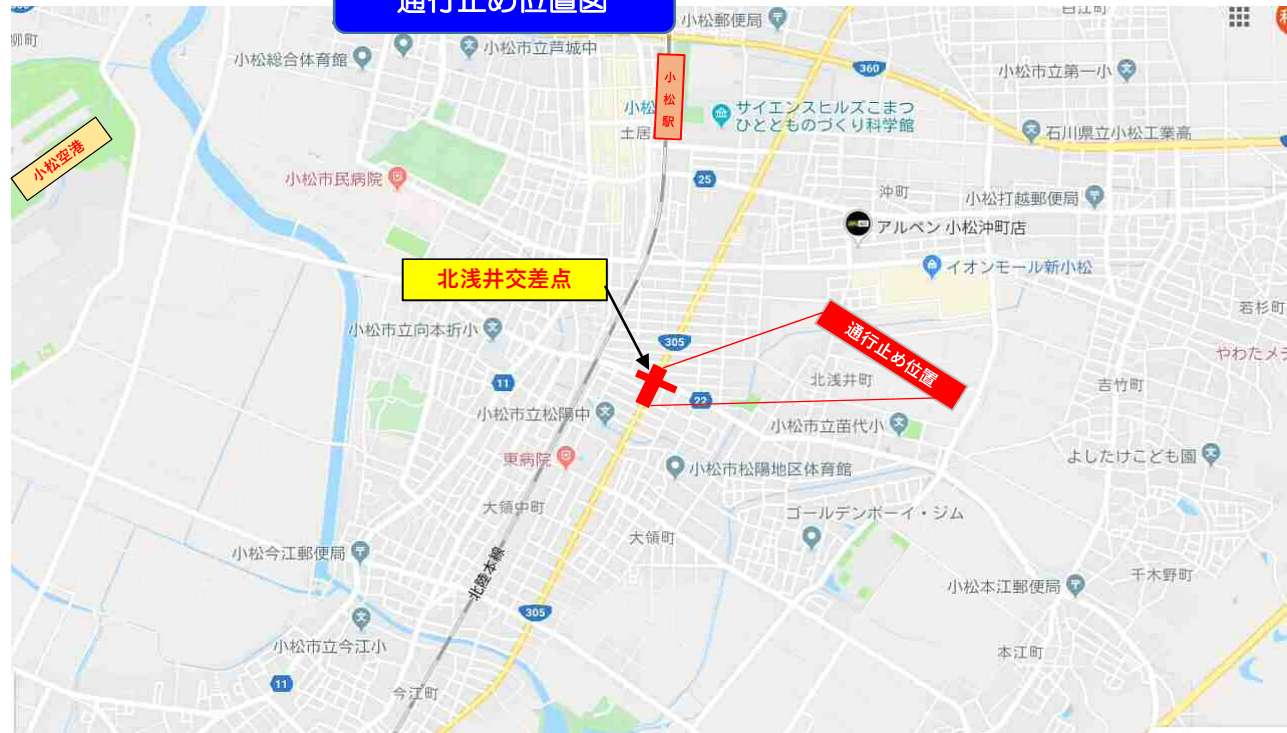 通行止め位置図
小松郵便局
白江町
小松総合体育館
小松市立芦城中
360
小松市立第一小
小松空港
小松駅
土居
サイエンスヒルズこまつ
ひとものづくり科学館
石川県立小松工業高
小松市民病院
25
沖町
小松打越郵便局
アルペン 小松沖町店
イオンモール新小松
北浅井交差点
若杉町
小松市立向本折小
305
通行止め位置
やわたメデ
11
北浅井町
吉竹町
22
小松市立松陽中
小松市立苗代小
東病院
小松市松陽地区体育館
よしたけこども園
大領中町
ゴールデンボーイ・ジム
大領町
小松今江郵便局
北陸本線
千木野町
小松本江郵便局
305
小松市立今江小
本江町
11
今江町